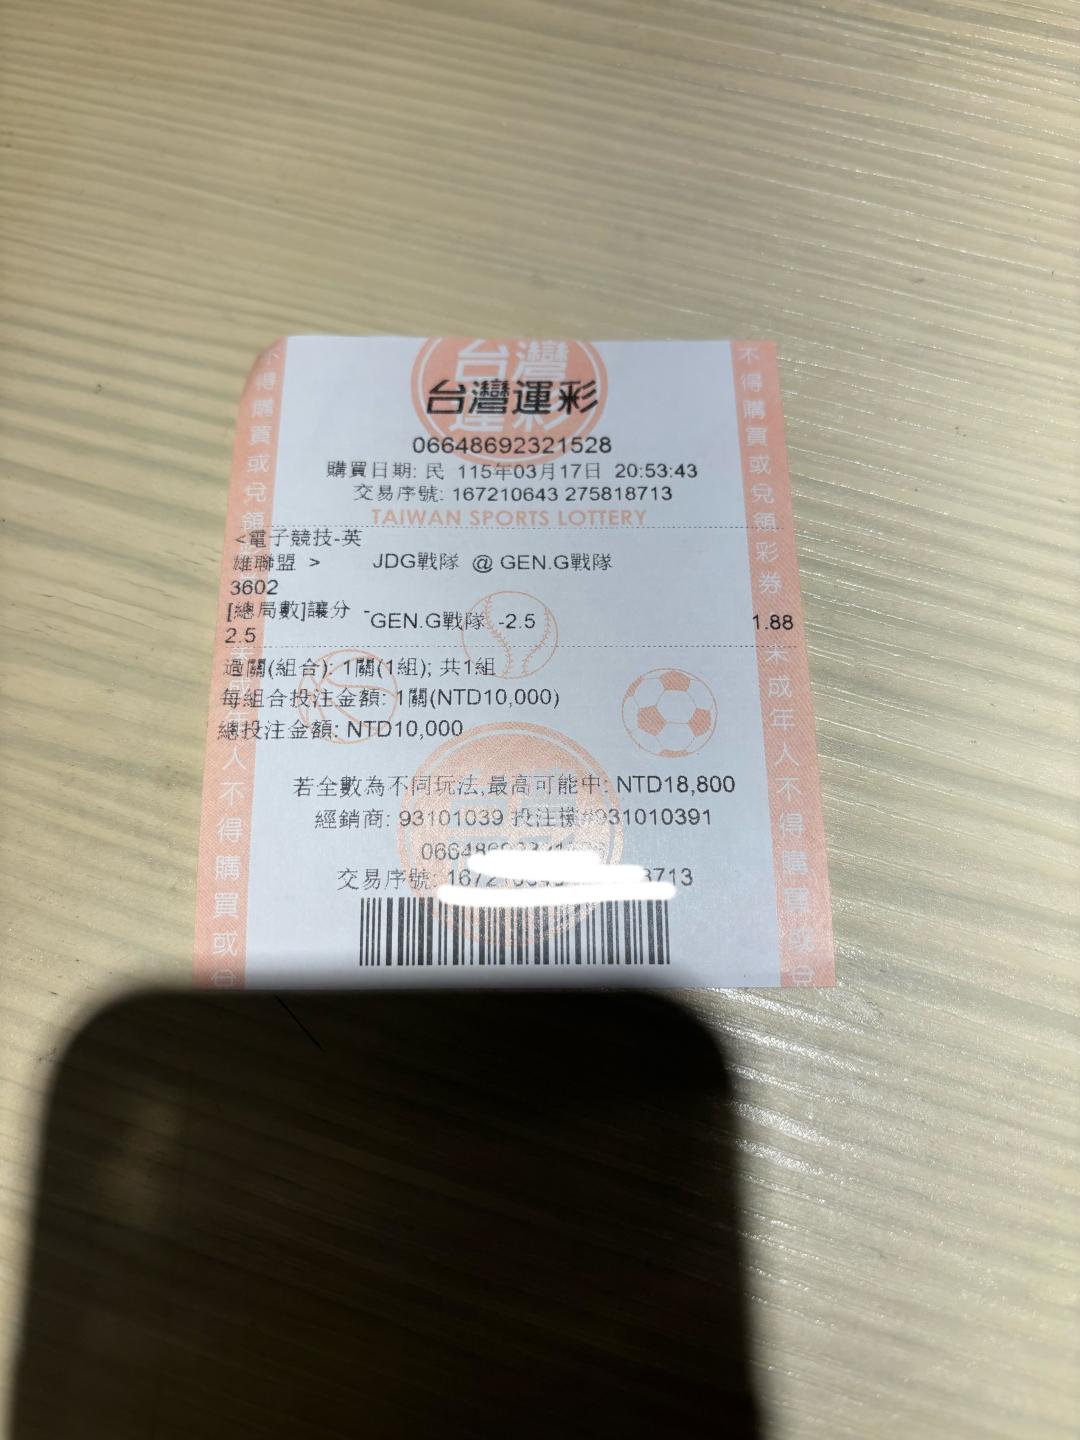 台灣運彩
06648692321528
購買日期: 民 115年03月17日 20:53:43
交易序號: 167210643 275818713
TAIWAN SPORTS LOTTERY
<電子競技-英
雄聯盟 > JDG戰隊 @ GEN.G戰隊
3602
[總局數]讓分 - GEN.G戰隊 -2.5 1.88
2.5
過關(組合): 1關(1組); 共1組
每組合投注金額: 1關(NTD10,000)
總投注金額: NTD10,000
若全數為不同玩法,最高可能中: NTD18,800
經銷商: 93101039 投注機#931010391
交易序號:
不得購買或兌領彩券
未成年人不得購買或兌
不得購買或兌領彩券
未成年人不得購買或兌